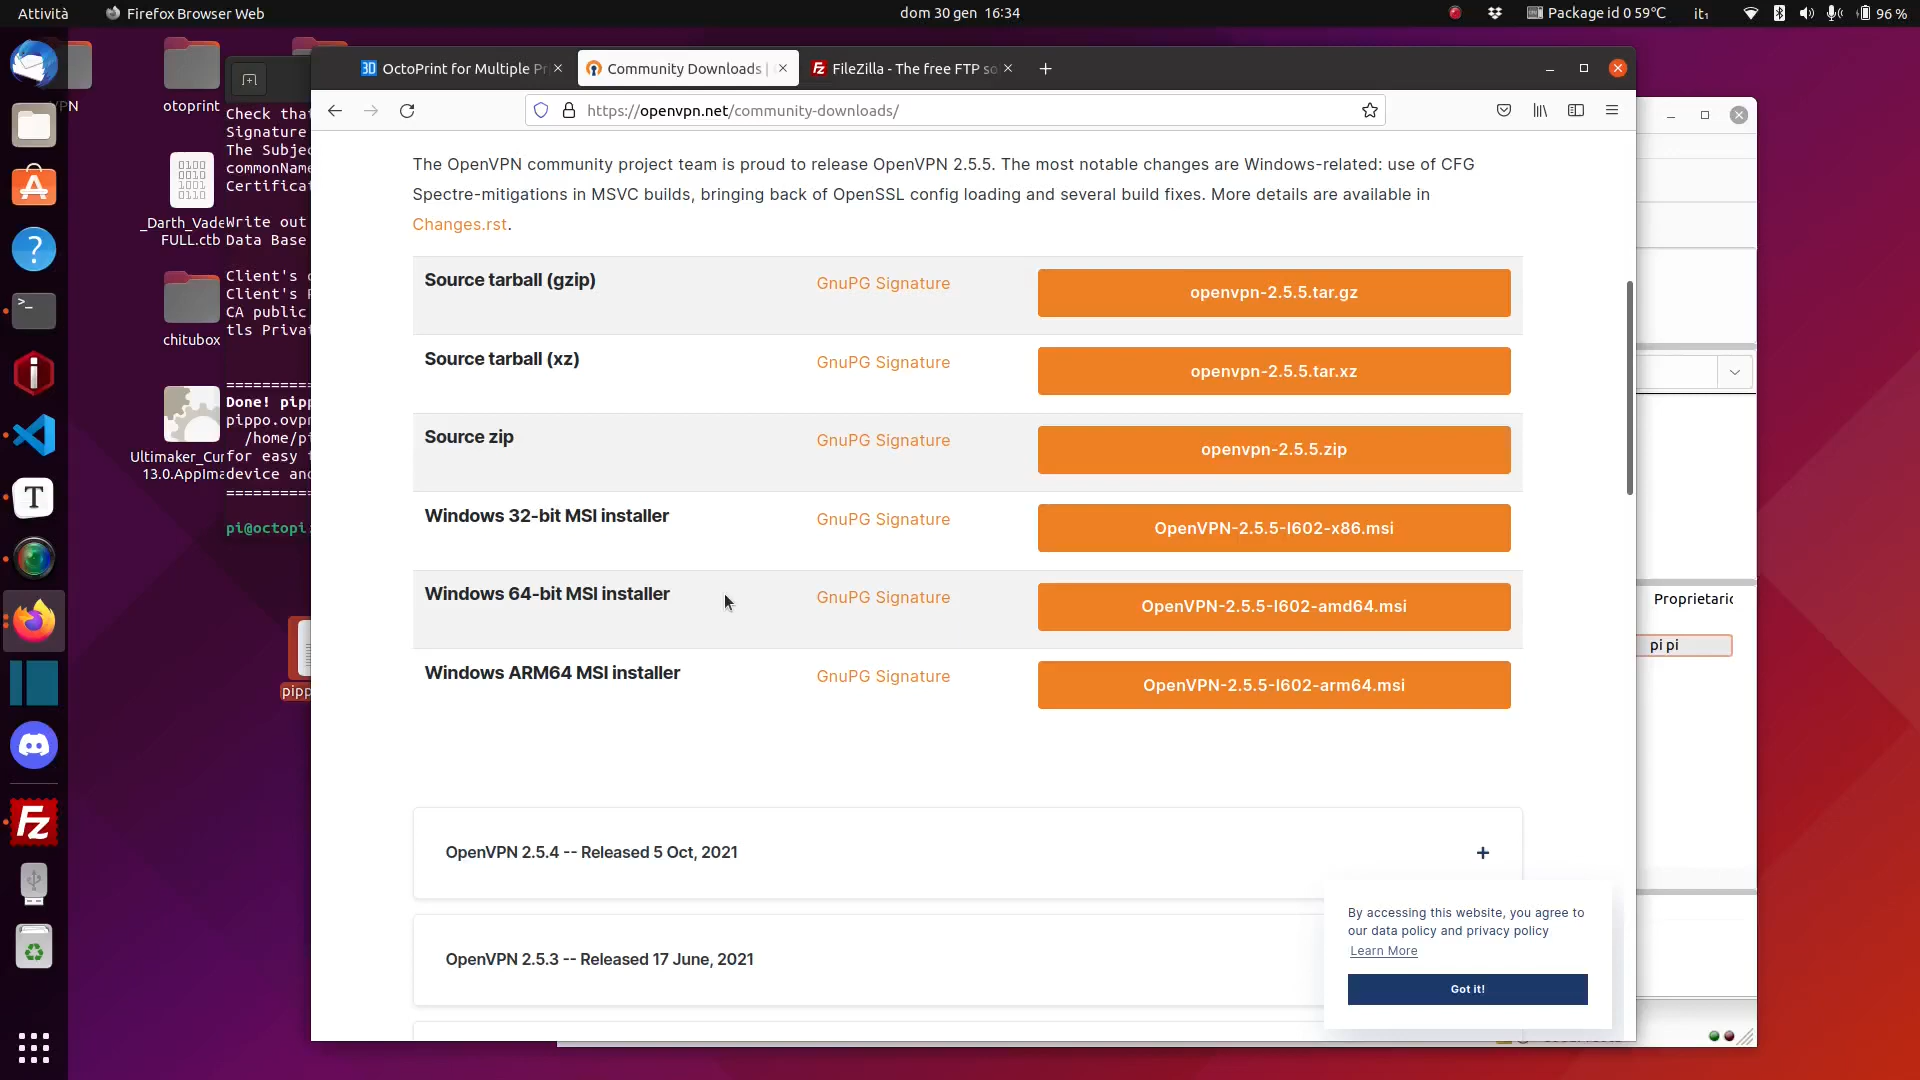 Attività
Firefox Browser Web
dom 30 gen 16:34
Package id 0 59°C
it₁
96 %
OctoPrint for Multiple Pr
Community Downloads |
FileZilla - The free FTP so
https://openvpn.net/community-downloads/
The OpenVPN community project team is proud to release OpenVPN 2.5.5. The most notable changes are Windows-related: use of CFG
Spectre-mitigations in MSVC builds, bringing back of OpenSSL config loading and several build fixes. More details are available in
Changes.rst.
Source tarball (gzip)
GnuPG Signature
openvpn-2.5.5.tar.gz
Source tarball (xz)
GnuPG Signature
openvpn-2.5.5.tar.xz
Source zip
GnuPG Signature
openvpn-2.5.5.zip
Windows 32-bit MSI installer
GnuPG Signature
OpenVPN-2.5.5-I602-x86.msi
Windows 64-bit MSI installer
GnuPG Signature
OpenVPN-2.5.5-I602-amd64.msi
Windows ARM64 MSI installer
GnuPG Signature
OpenVPN-2.5.5-I602-arm64.msi
OpenVPN 2.5.4 -- Released 5 Oct, 2021
+
OpenVPN 2.5.3 -- Released 17 June, 2021
By accessing this website, you agree to
our data policy and privacy policy
Learn More
Got it!
VPN
otoprint
_Darth_Vade
FULL.ctb
chitubox
Ultimaker_Cur
13.0.AppIma
pipp
Check that
Signature
The Subje
commonName
Certifica
Write out
Data Base
Client's
Client's
CA public
tls Priva
===========
Done! pipp
pippo.ovpn
/home/pi
for easy
device an
===========
pi@octopi:
Proprietario
pi pi